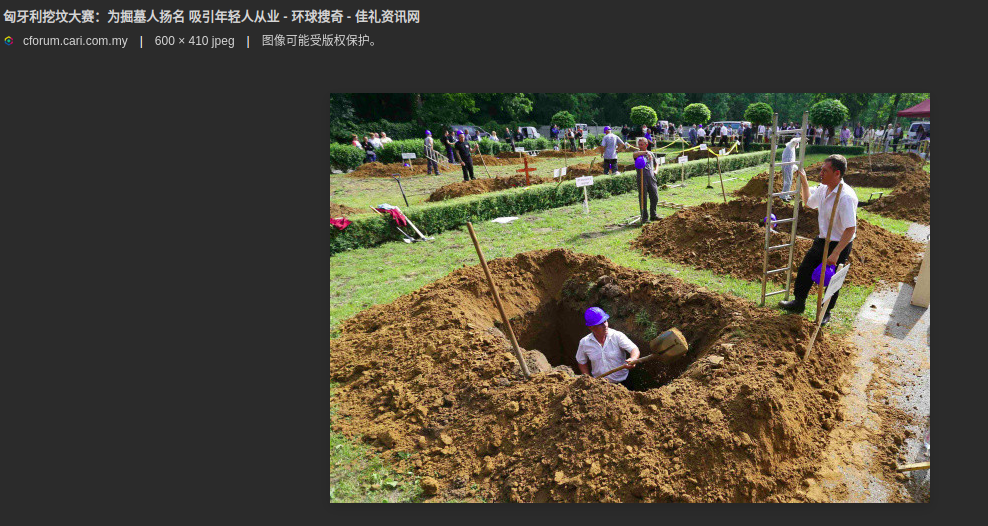 匈牙利挖坟大赛：为掘墓人扬名 吸引年轻人从业 - 环球搜奇 - 佳礼资讯网
cforum.cari.com.my | 600 × 410 jpeg | 图像可能受版权保护。